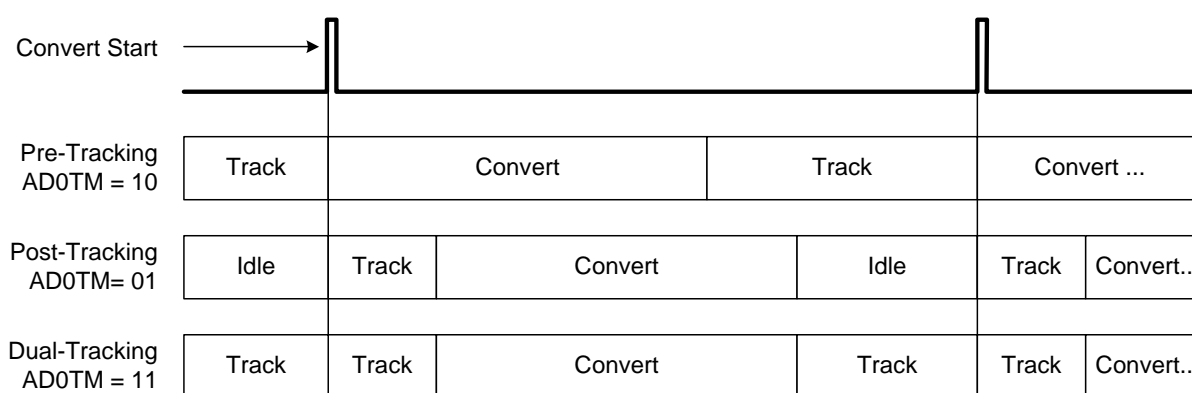 Convert Start
Pre-Tracking
AD0TM = 10
Track Convert Track Convert ...
Post-Tracking
AD0TM= 01
Idle Track Convert Idle Track Convert..
Dual-Tracking
AD0TM = 11
Track Track Convert Track Track Convert..